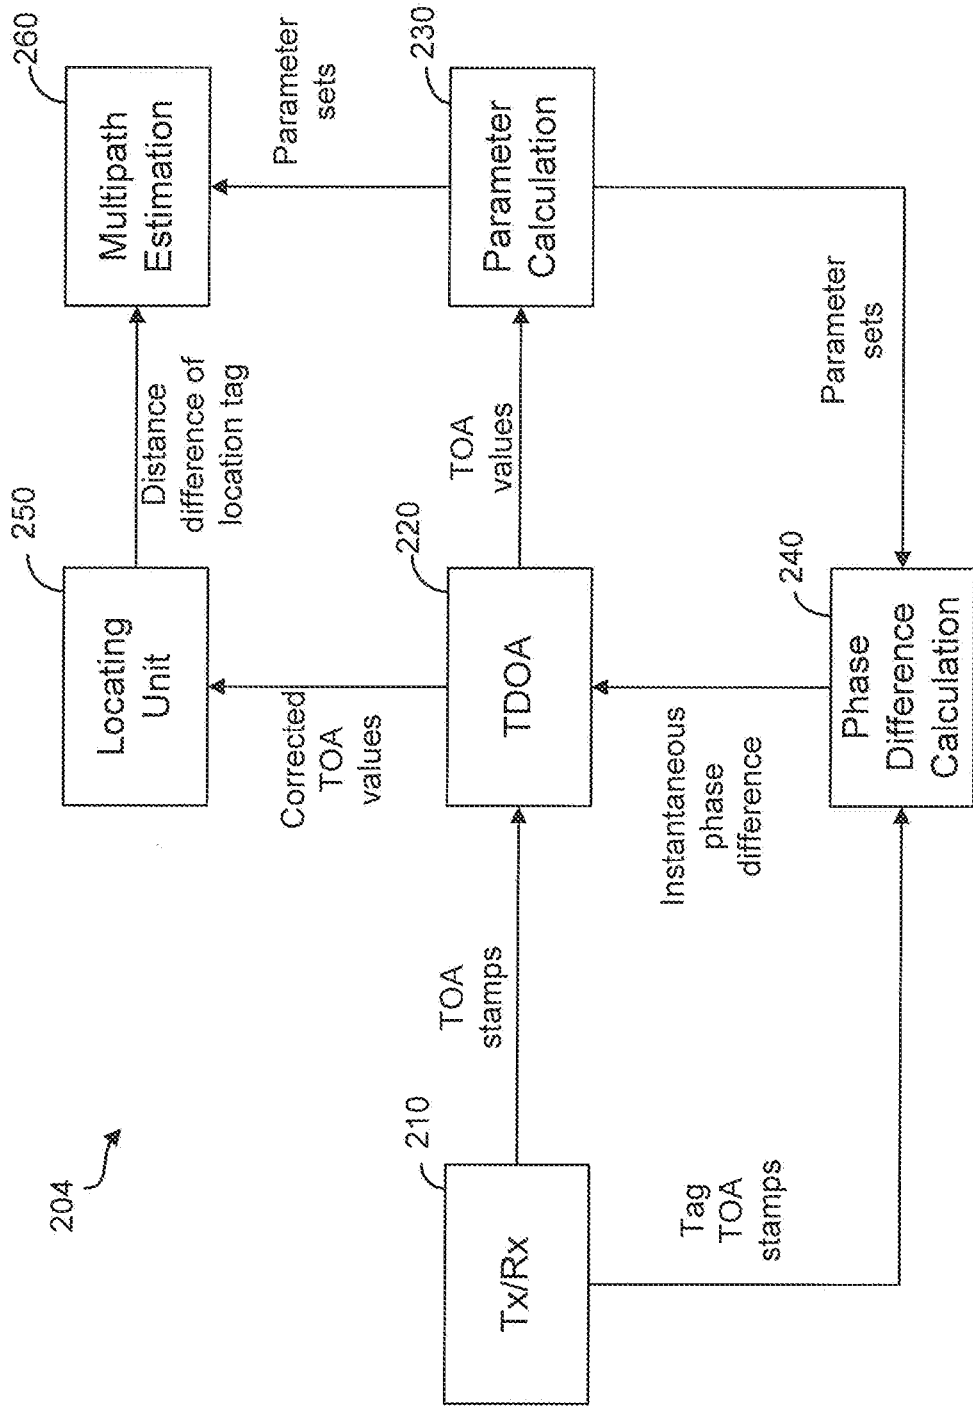 204
260
Multipath
Estimation
Parameter
sets
230
Parameter
Calculation
250
Locating
Unit
Distance
difference of
location tag
Corrected
TOA
values
220
TDOA
TOA
values
Parameter
sets
210
Tx/Rx
TOA
stamps
Instantaneous
phase
difference
240
Phase
Difference
Calculation
Tag
TOA
stamps